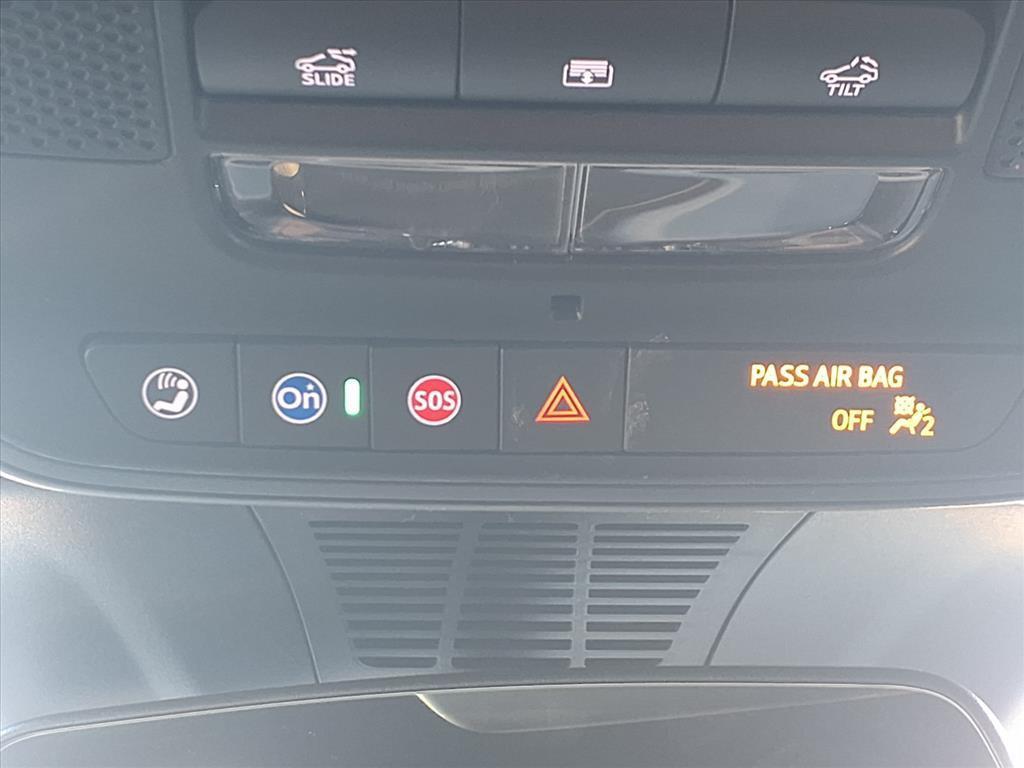 SLIDE
TILT
On
SOS
PASS AIR BAG
OFF 2